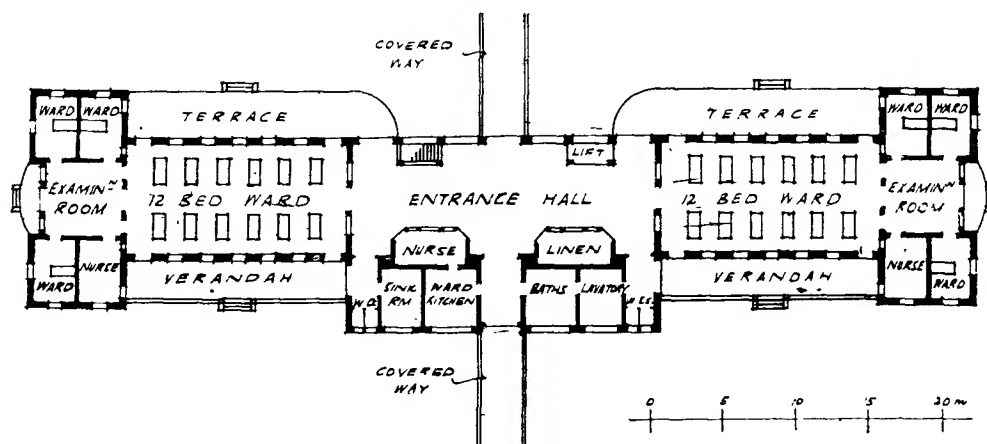 COVERED
WAY
WARD WARD
TERRACE
TERRACE
WARD WARD
LIFT
EXAMINN
ROOM
12 BED WARD
ENTRANCE HALL
12 BED WARD
EXAMINN
ROOM
NURSE
LINEN
WARD
NURSE
VERANDAH
SINK
RM
WARD
KITCHEN
BATHS
LAVATORY
VERANDAH
NURSE
WARD
COVERED
WAY
0 5 10 15 20 m